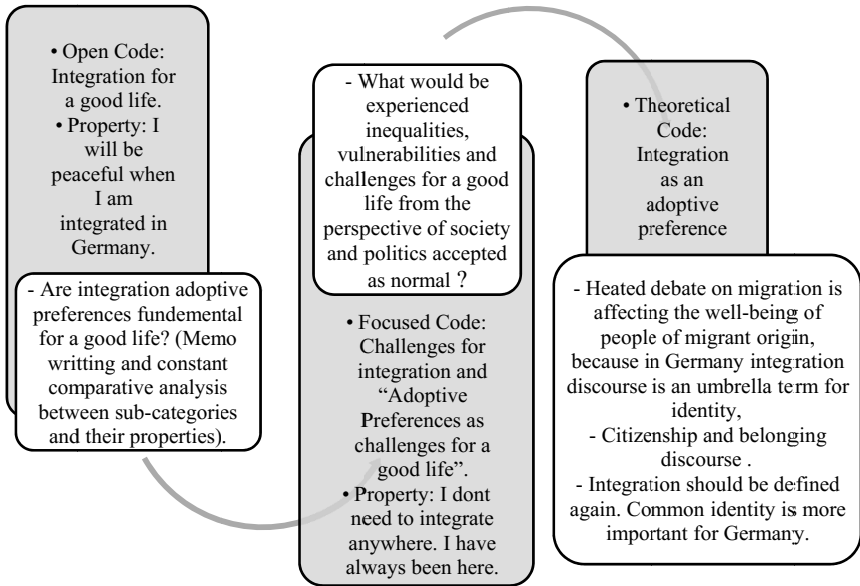 • Open Code:
Integration for
a good life.
• Property: I
will be
peaceful when
I am
integrated in
Germany.
- Are integration adoptive
preferences fundemental
for a good life? (Memo
writting and constant
comparative analysis
between sub-categories
and their properties).
- What would be
experienced
inequalities,
vulnerabilities and
challenges for a good
life from the
perspective of society
and politics accepted
as normal ?
• Focused Code:
Challenges for
integration and
“Adoptive
Preferences as
challenges for a
good life”.
• Property: I dont
need to integrate
anywhere. I have
always been here.
• Theoretical
Code:
Integration
as an
adoptive
preference
- Heated debate on migration is
affecting the well-being of
people of migrant origin,
because in Germany integration
discourse is an umbrella term for
identity,
- Citizenship and belonging
discourse .
- Integration should be defined
again. Common identity is more
important for Germany.